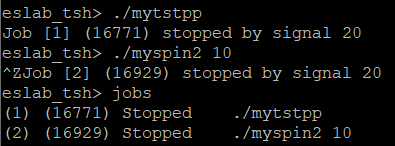 eslab_tsh> ./mytstpp
Job [1] (16771) stopped by signal 20
eslab_tsh> ./myspin2 10
^ZJob [2] (16929) stopped by signal 20
eslab_tsh> jobs
(1) (16771) Stopped    ./mytstpp
(2) (16929) Stopped    ./myspin2 10